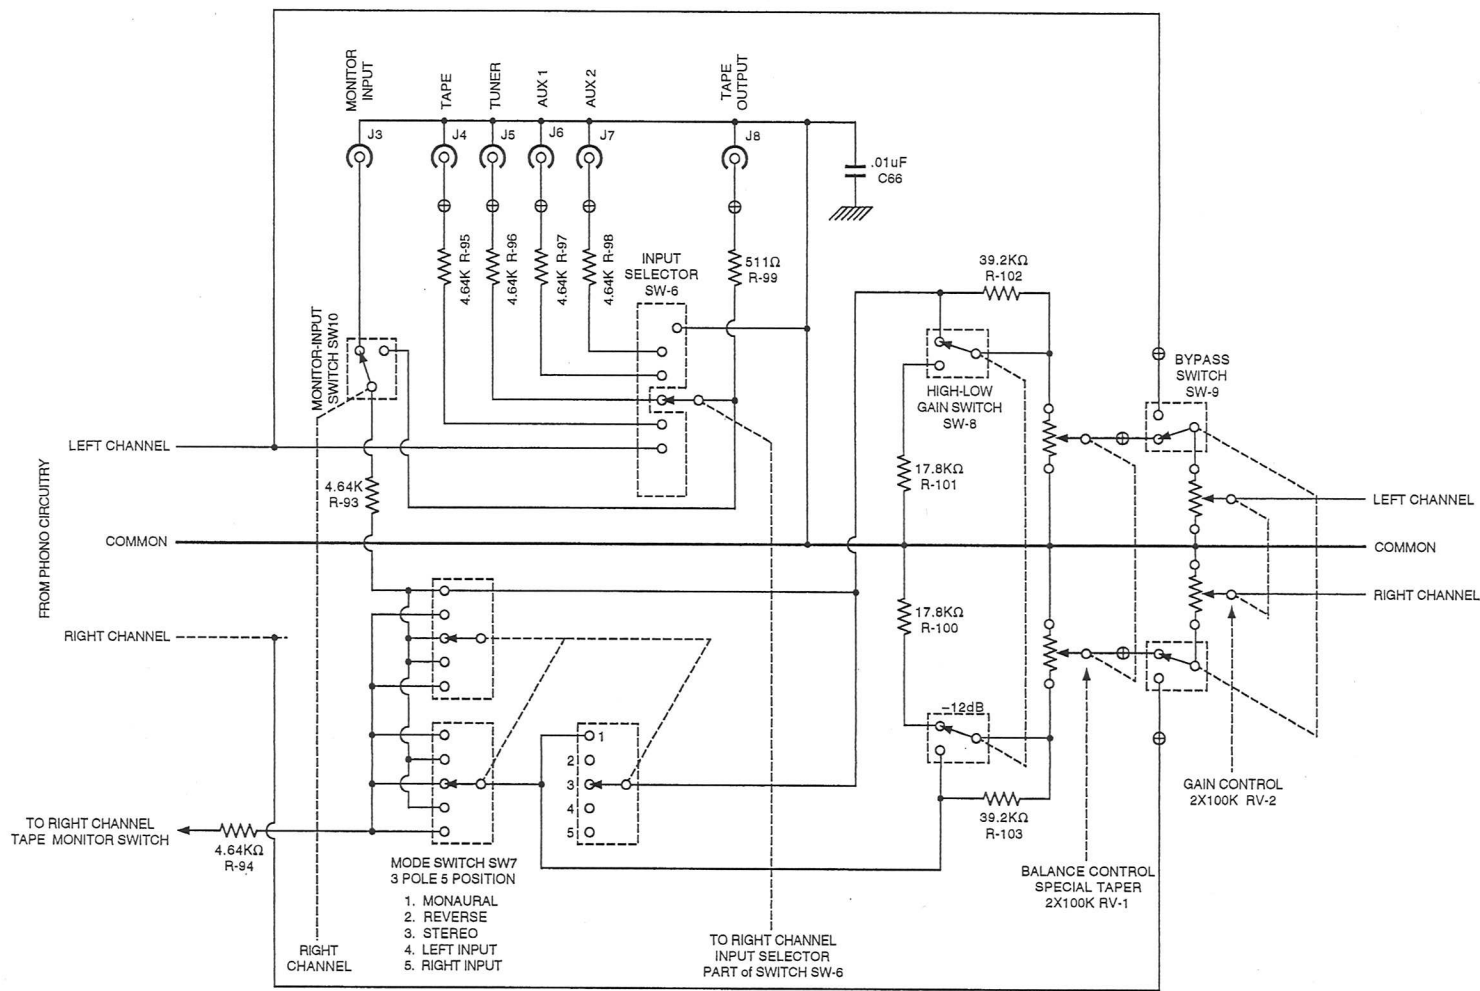 MONITOR
INPUT
TAPE
TUNER
AUX 1
AUX 2
TAPE
OUTPUT
J3
J4
J5
J6
J7
J8
.01uF
C66
4.64K R-95
4.64K R-96
4.64K R-97
4.64K R-98
INPUT
SELECTOR
SW-6
511Ω
R-99
39.2KΩ
R-102
MONITOR-INPUT
SWITCH SW10
HIGH-LOW
GAIN SWITCH
SW-8
BYPASS
SWITCH
SW-9
LEFT CHANNEL
4.64K
R-93
17.8KΩ
R-101
LEFT CHANNEL
FROM PHONO CIRCUITRY
COMMON
COMMON
RIGHT CHANNEL
17.8KΩ
R-100
RIGHT CHANNEL
–12dB
1
2
3
4
5
GAIN CONTROL
2X100K RV-2
TO RIGHT CHANNEL
TAPE MONITOR SWITCH
4.64KΩ
R-94
39.2KΩ
R-103
MODE SWITCH SW7
3 POLE 5 POSITION
1. MONAURAL
2. REVERSE
3. STEREO
4. LEFT INPUT
5. RIGHT INPUT
BALANCE CONTROL
SPECIAL TAPER
2X100K RV-1
RIGHT
CHANNEL
TO RIGHT CHANNEL
INPUT SELECTOR
PART of SWITCH SW-6